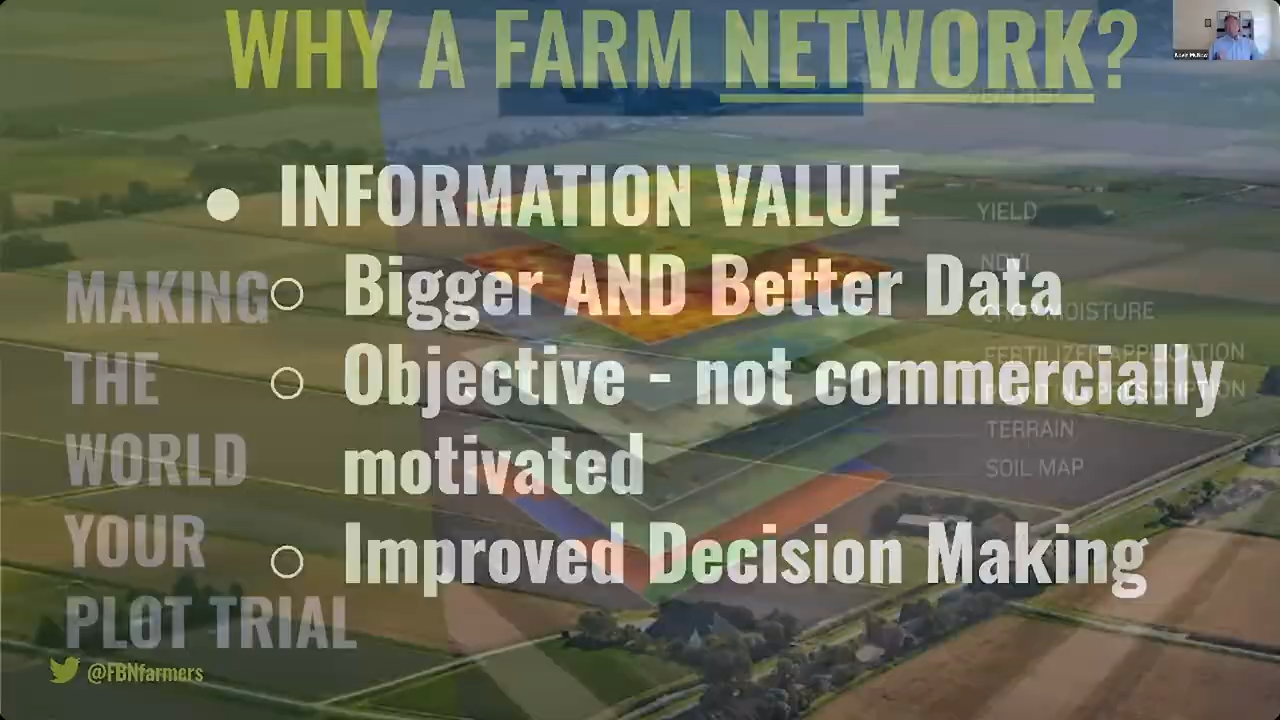 WHY A FARM NETWORK?
● INFORMATION VALUE
○ Bigger AND Better Data
○ Objective - not commercially
motivated
○ Improved Decision Making
MAKING
THE
WORLD
YOUR
PLOT TRIAL
YIELD
NDVI
CROP MOISTURE
FERTILIZER APPLICATION
TERRAIN
SOIL MAP
@FBNfarmers